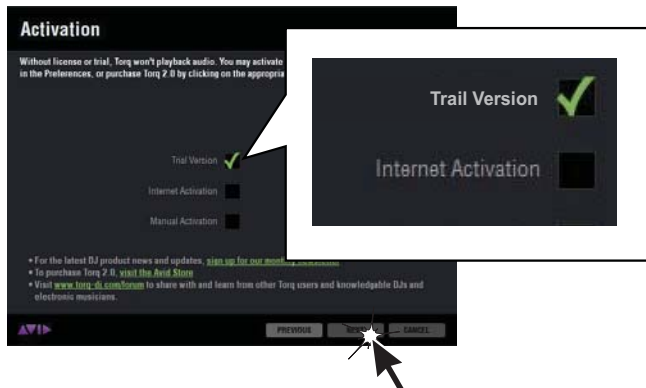 Activation
Without license or trial, Torq won't playback audio. You may activate
in the Preferences, or purchase Torq 2.0 by clicking on the appropria
Trial Version
Internet Activation
Manual Activation
Trail Version
Internet Activation
• For the latest DJ product news and updates, sign up for our monthly newsletter
• To purchase Torq 2.0, visit the Avid Store
• Visit www.torq-dj.com/forum to share with and learn from other Torq users and knowledgable DJs and
electronic musicians.
AVID
PREVIOUS
CANCEL